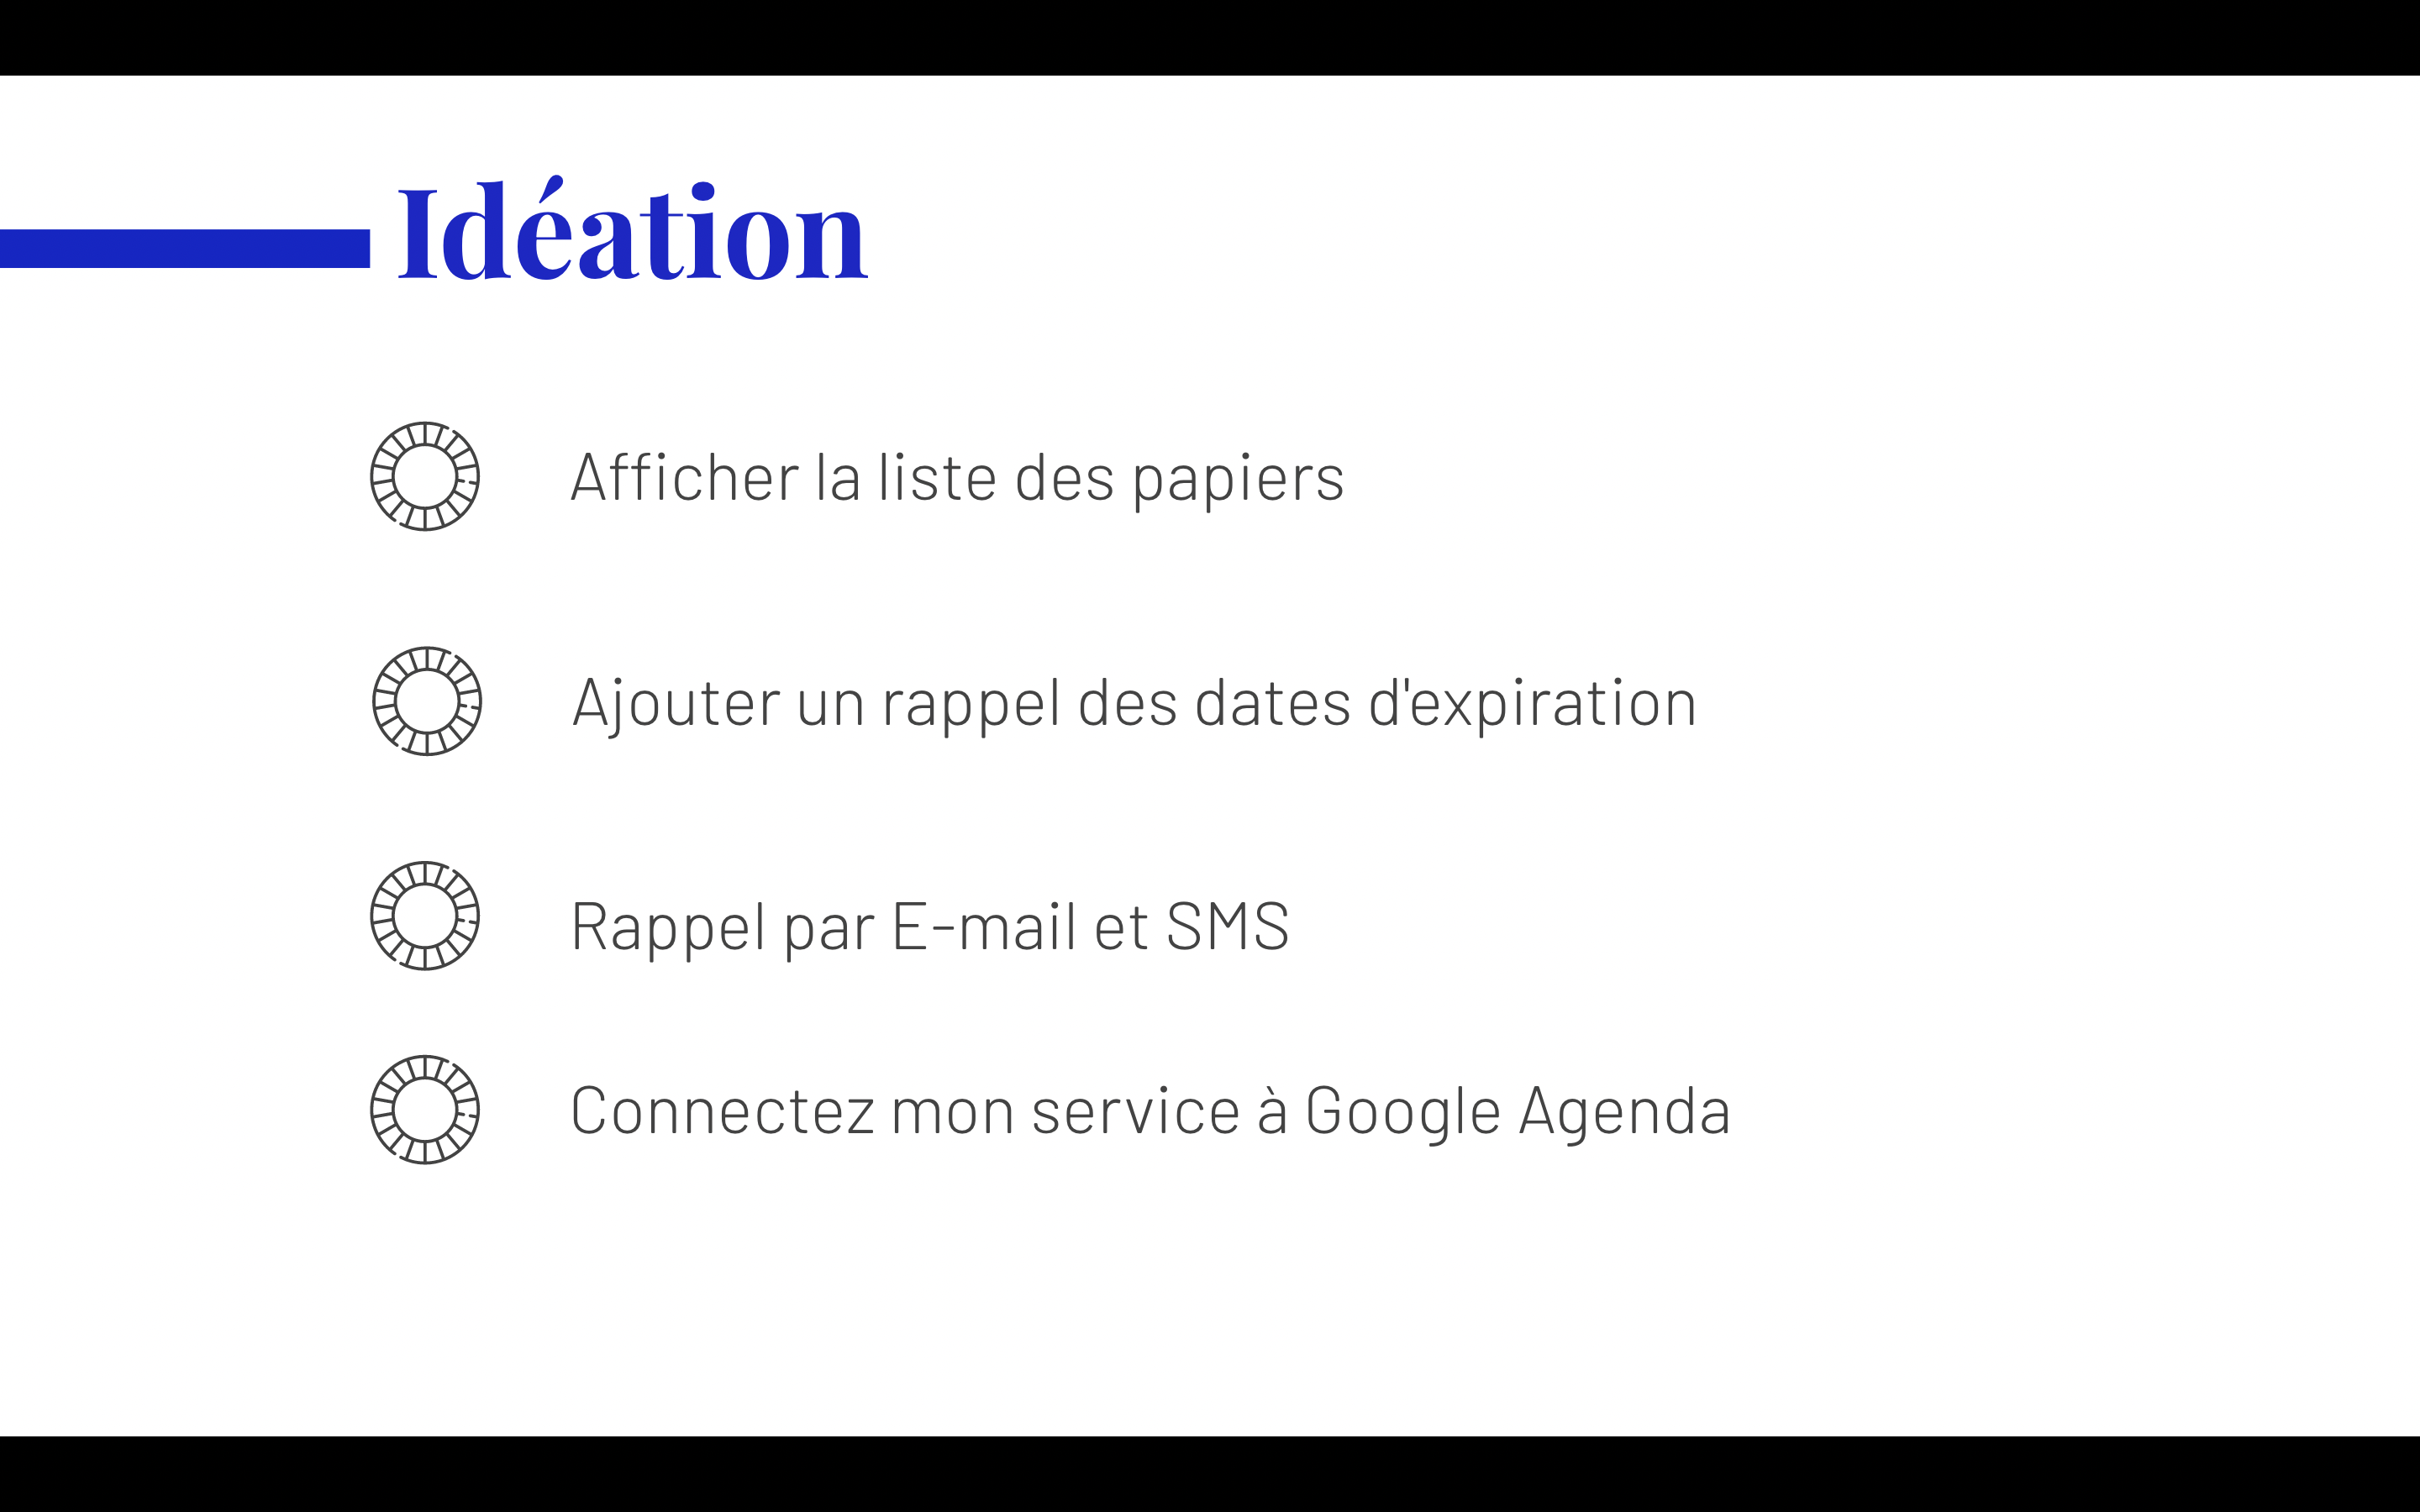 Idéation
Afficher la liste des papiers
Ajouter un rappel des dates d'expiration
Rappel par E-mail et SMS
Connectez mon service à Google Agenda